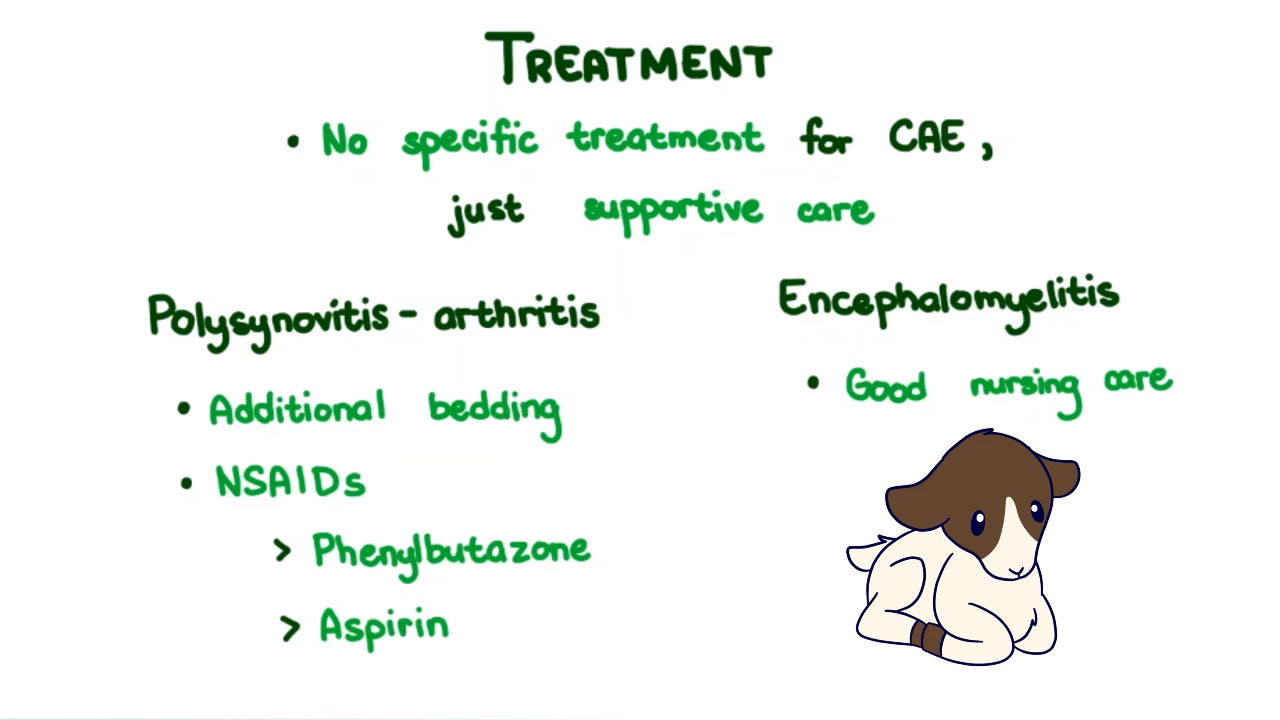 TREATMENT
• No specific treatment for CAE,
just supportive care
Polysynovitis - arthritis
• Additional bedding
• NSAIDs
> Phenylbutazone
> Aspirin
Encephalomyelitis
• Good nursing care